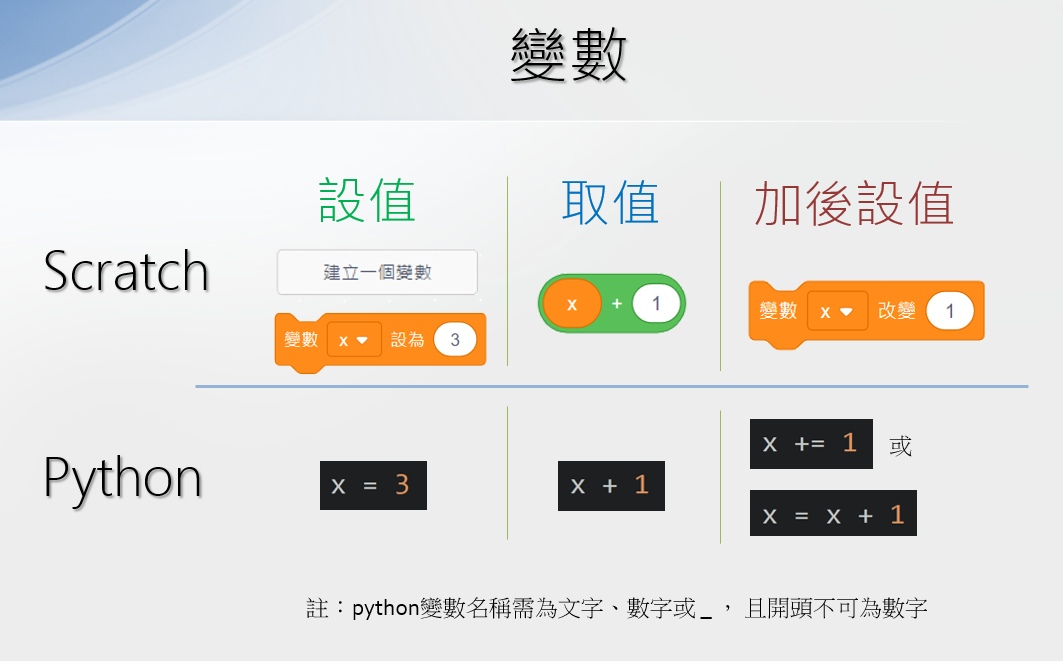 變數
設值 取值 加後設值
Scratch
建立一個變數
變數 x 設為 3
x + 1
變數 x 改變 1
Python
x = 3
x + 1
x += 1 或
x = x + 1
註：python變數名稱需為文字、數字或 _ ， 且開頭不可為數字